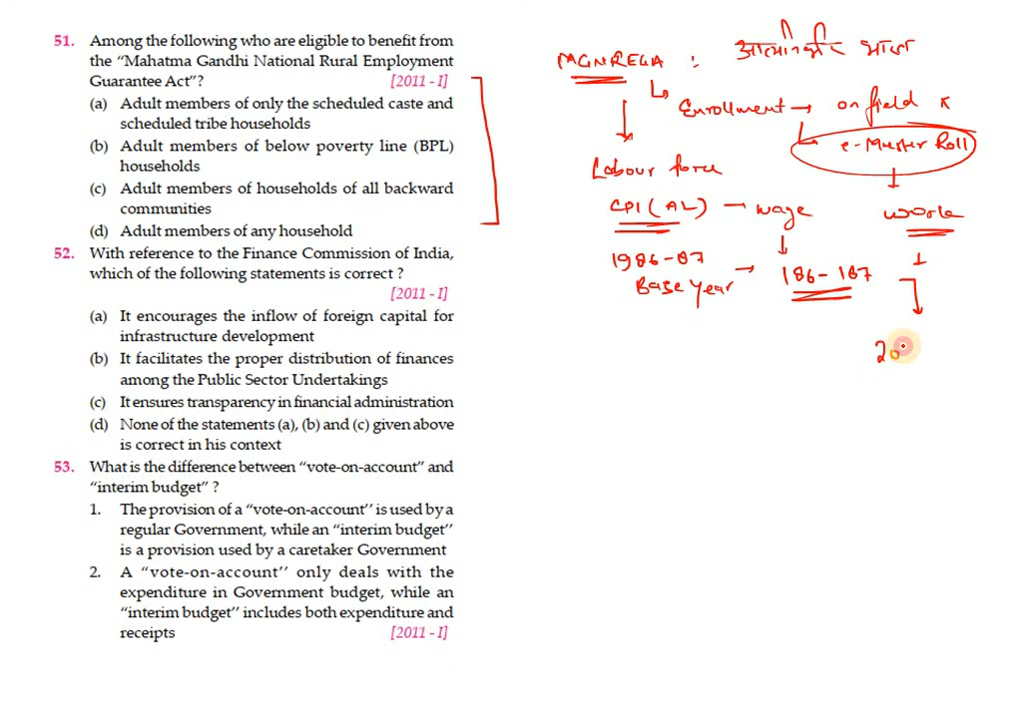 51. Among the following who are eligible to benefit from
the "Mahatma Gandhi National Rural Employment
Guarantee Act"? [2011 - I]
(a) Adult members of only the scheduled caste and
scheduled tribe households
(b) Adult members of below poverty line (BPL)
households
(c) Adult members of households of all backward
communities
(d) Adult members of any household
52. With reference to the Finance Commission of India,
which of the following statements is correct ?
[2011 - I]
(a) It encourages the inflow of foreign capital for
infrastructure development
(b) It facilitates the proper distribution of finances
among the Public Sector Undertakings
(c) It ensures transparency in financial administration
(d) None of the statements (a), (b) and (c) given above
is correct in his context
53. What is the difference between "vote-on-account" and
"interim budget" ?
1. The provision of a "vote-on-account" is used by a
regular Government, while an "interim budget"
is a provision used by a caretaker Government
2. A "vote-on-account" only deals with the
expenditure in Government budget, while an
"interim budget" includes both expenditure and
receipts [2011 - I]
MGNREGA :
Enrollment → on field x
e-Muster Roll
Labour force
CPI (AL) - wage work
1986-87
Base year → 186-187
20